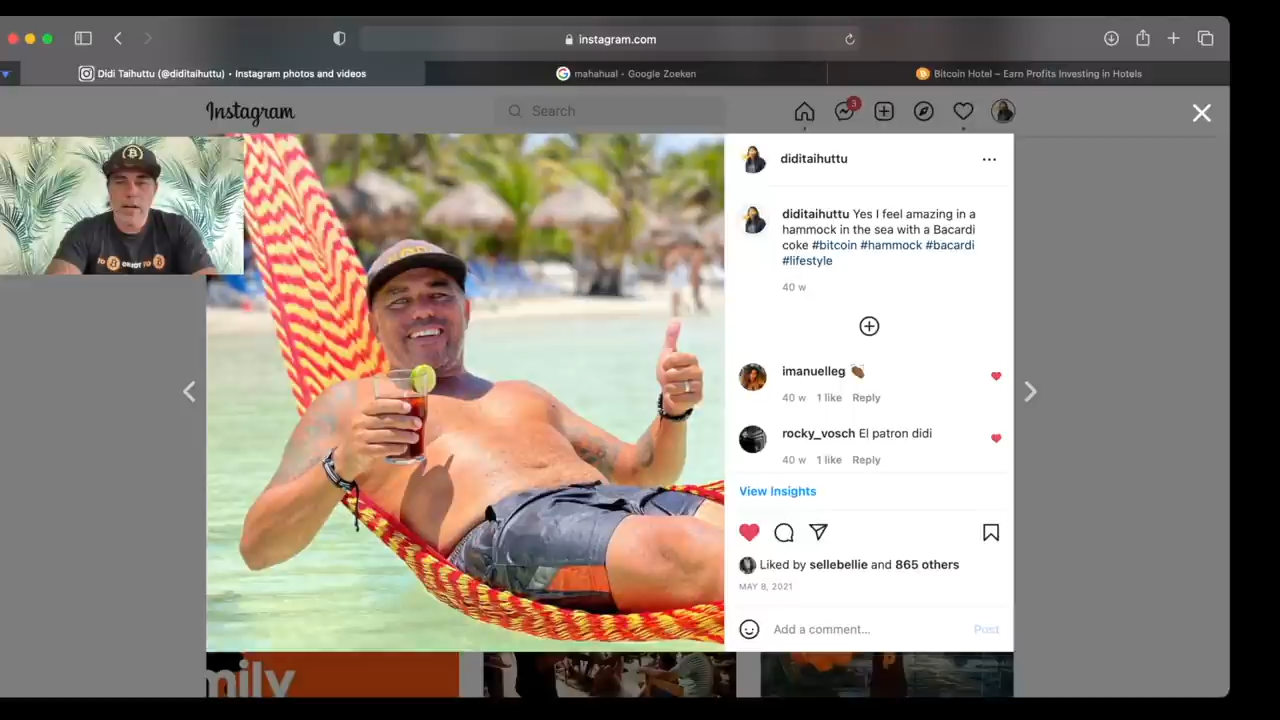 instagram.com
Didi Taihuttu (@diditaihuttu) • Instagram photos and videos
mahahual - Google Zoeken
Bitcoin Hotel – Earn Profits Investing in Hotels
Instagram
Search
3
diditaihuttu
diditaihuttu Yes I feel amazing in a
hammock in the sea with a Bacardi
coke #bitcoin #hammock #bacardi
#lifestyle
40 w
imanuelleg
40 w 1 like Reply
rocky_vosch El patron didi
40 w 1 like Reply
View Insights
Liked by sellebellie and 865 others
MAY 8, 2021
Add a comment...
Post
mily